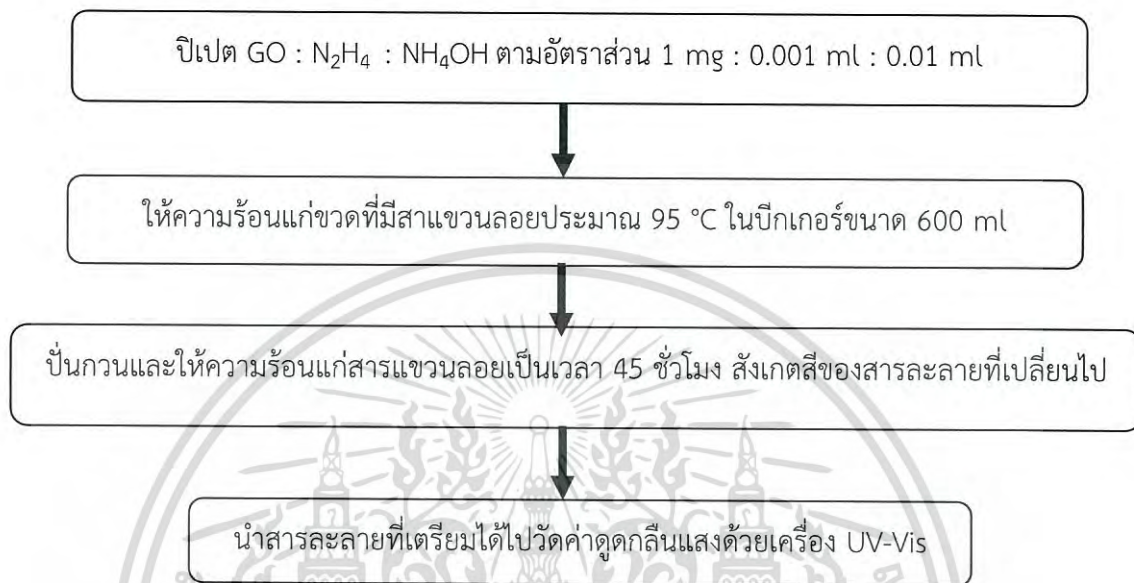 ปิเปต GO : N₂H₄ : NH₄OH ตามอัตราส่วน 1 mg : 0.001 ml : 0.01 ml
ให้ความร้อนแก่ขวดที่มีสาแขวนลอยประมาณ 95 °C ในบีกเกอร์ขนาด 600 ml
ปั่นกวนและให้ความร้อนแก่สารแขวนลอยเป็นเวลา 45 ชั่วโมง สังเกตสีของสารละลายที่เปลี่ยนไป
นำสารละลายที่เตรียมได้ไปวัดค่าดูดกลืนแสงด้วยเครื่อง UV-Vis